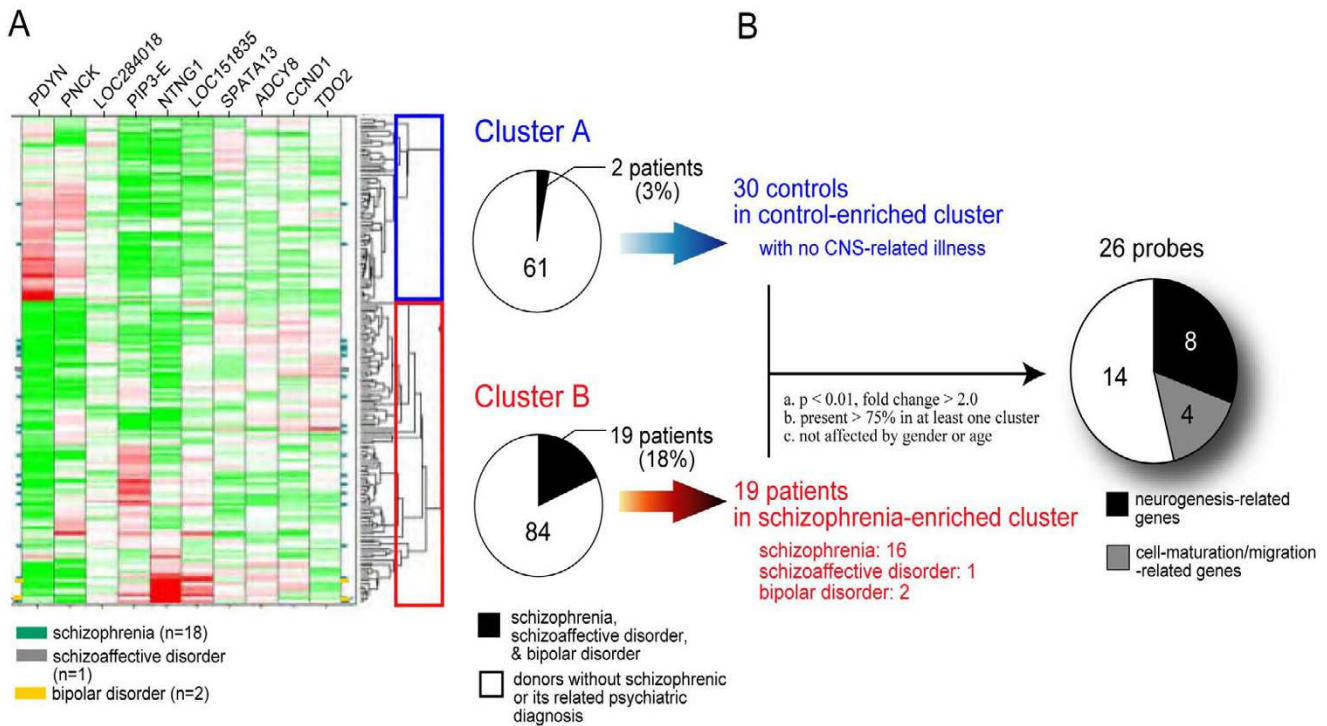 A
PDYN
PNCK
LOC284018
PIP3-E
NTNG1
LOC151835
SPATA13
ADCY8
CCND1
TDO2
schizophrenia (n=18)
schizoaffective disorder
(n=1)
bipolar disorder (n=2)
Cluster A
2 patients
(3%)
61
Cluster B
19 patients
(18%)
84
schizophrenia,
schizoaffective disorder,
& bipolar disorder
donors without schizophrenic
or its related psychiatric
diagnosis
B
30 controls
in control-enriched cluster
with no CNS-related illness
a. p < 0.01, fold change > 2.0
b. present > 75% in at least one cluster
c. not affected by gender or age
19 patients
in schizophrenia-enriched cluster
schizophrenia: 16
schizoaffective disorder: 1
bipolar disorder: 2
26 probes
8
14
4
neurogenesis-related
genes
cell-maturation/migration
-related genes